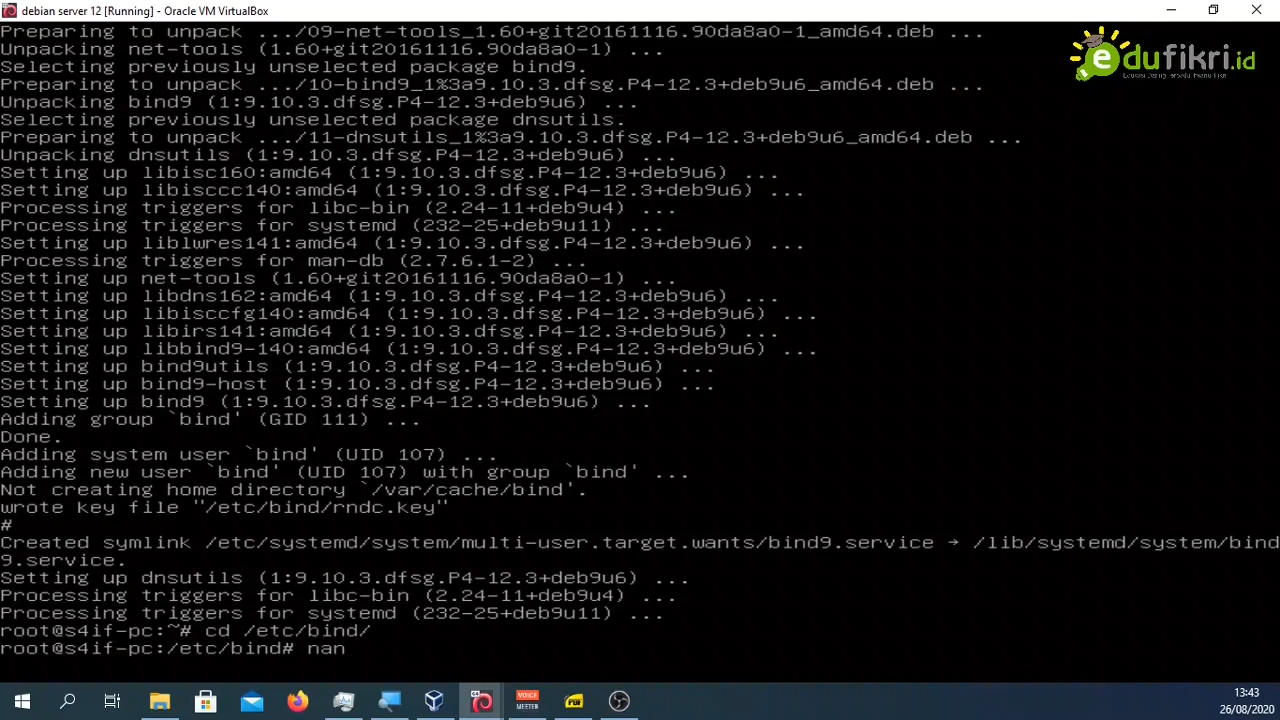 debian server 12 [Running] - Oracle VM VirtualBox
Preparing to unpack .../09-net-tools_1.60+git20161116.90da8a0-1_amd64.deb ...
Unpacking net-tools (1.60+git20161116.90da8a0-1) ...
Selecting previously unselected package bind9.
Preparing to unpack .../10-bind9_1%3a9.10.3.dfsg.P4-12.3+deb9u6_amd64.deb ...
Unpacking bind9 (1:9.10.3.dfsg.P4-12.3+deb9u6) ...
Selecting previously unselected package dnsutils.
Preparing to unpack .../11-dnsutils_1%3a9.10.3.dfsg.P4-12.3+deb9u6_amd64.deb ...
Unpacking dnsutils (1:9.10.3.dfsg.P4-12.3+deb9u6) ...
Setting up libisc160:amd64 (1:9.10.3.dfsg.P4-12.3+deb9u6) ...
Setting up libisccc140:amd64 (1:9.10.3.dfsg.P4-12.3+deb9u6) ...
Processing triggers for libc-bin (2.24-11+deb9u4) ...
Processing triggers for systemd (232-25+deb9u11) ...
Setting up liblwres141:amd64 (1:9.10.3.dfsg.P4-12.3+deb9u6) ...
Processing triggers for man-db (2.7.6.1-2) ...
Setting up net-tools (1.60+git20161116.90da8a0-1) ...
Setting up libdns162:amd64 (1:9.10.3.dfsg.P4-12.3+deb9u6) ...
Setting up libisccfg140:amd64 (1:9.10.3.dfsg.P4-12.3+deb9u6) ...
Setting up libirs141:amd64 (1:9.10.3.dfsg.P4-12.3+deb9u6) ...
Setting up libbind9-140:amd64 (1:9.10.3.dfsg.P4-12.3+deb9u6) ...
Setting up bind9utils (1:9.10.3.dfsg.P4-12.3+deb9u6) ...
Setting up bind9-host (1:9.10.3.dfsg.P4-12.3+deb9u6) ...
Setting up bind9 (1:9.10.3.dfsg.P4-12.3+deb9u6) ...
Adding group `bind' (GID 111) ...
Done.
Adding system user `bind' (UID 107) ...
Adding new user `bind' (UID 107) with group `bind' ...
Not creating home directory `/var/cache/bind'.
wrote key file "/etc/bind/rndc.key"
#
Created symlink /etc/systemd/system/multi-user.target.wants/bind9.service → /lib/systemd/system/bind
9.service.
Setting up dnsutils (1:9.10.3.dfsg.P4-12.3+deb9u6) ...
Processing triggers for libc-bin (2.24-11+deb9u4) ...
Processing triggers for systemd (232-25+deb9u11) ...
root@s4if-pc:~# cd /etc/bind/
root@s4if-pc:/etc/bind# nan
edufikri.id
VOICE
MEETER
13:43
26/08/2020